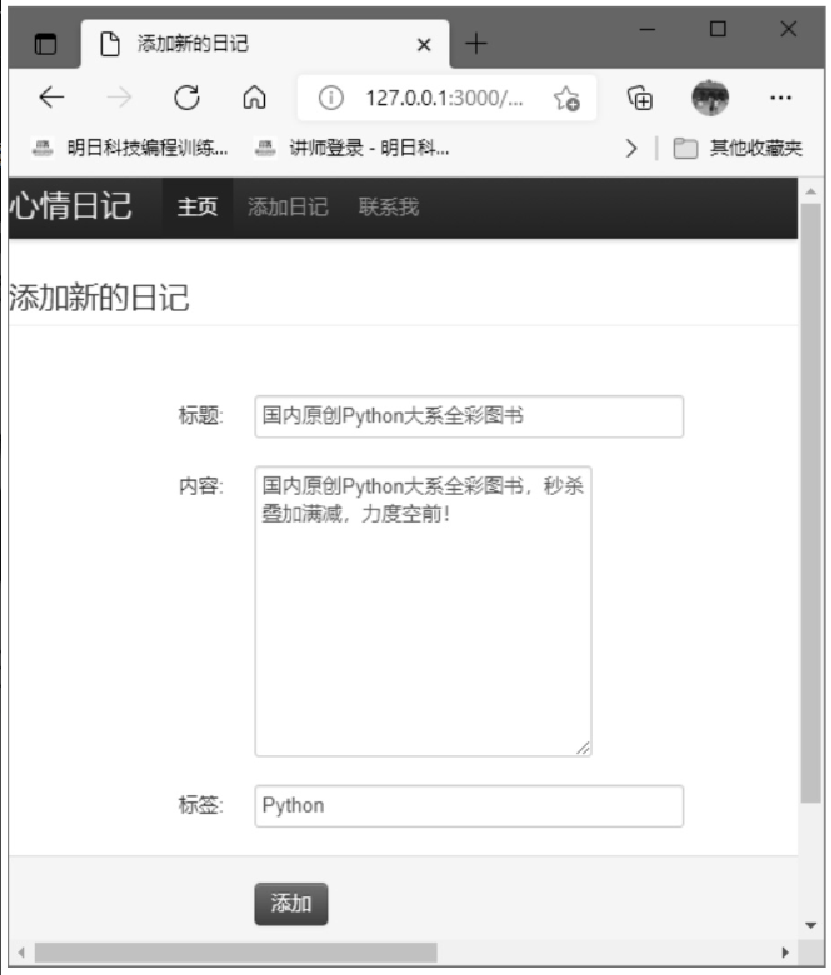 添加新的日记
127.0.0.1:3000/...
明日科技编程训练... 讲师登录 - 明日科... 其他收藏夹
心情日记 主页 添加日记 联系我
添加新的日记
标题: 国内原创Python大系全彩图书
内容: 国内原创Python大系全彩图书，秒杀
叠加满减，力度空前！
标签: Python
添加